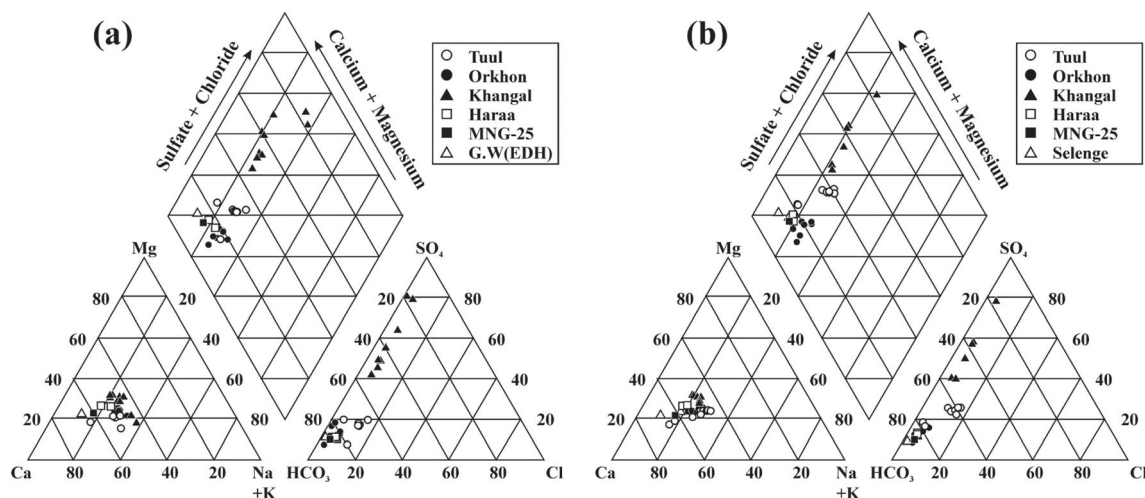 (a)
Sulfate + Chloride
Calcium + Magnesium
Tuul
Orkhon
Khangal
Haraa
MNG-25
G.W(EDH)
Mg
SO₄
80
20
20
80
60
40
40
60
40
60
60
40
20
80
80
20
80
60
40
20
20
40
60
80
Ca
Na
+K
HCO₃
Cl
(b)
Sulfate + Chloride
Calcium + Magnesium
Tuul
Orkhon
Khangal
Haraa
MNG-25
Selenge
Mg
SO₄
80
20
20
80
60
40
40
60
40
60
60
40
20
80
80
20
80
60
40
20
20
40
60
80
Ca
Na
+K
HCO₃
Cl